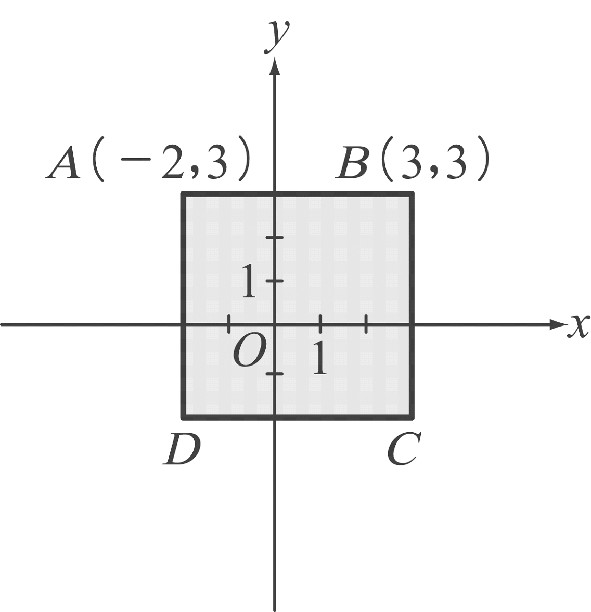 y
A(−2,3) B(3,3)
1
x
O 1
D C